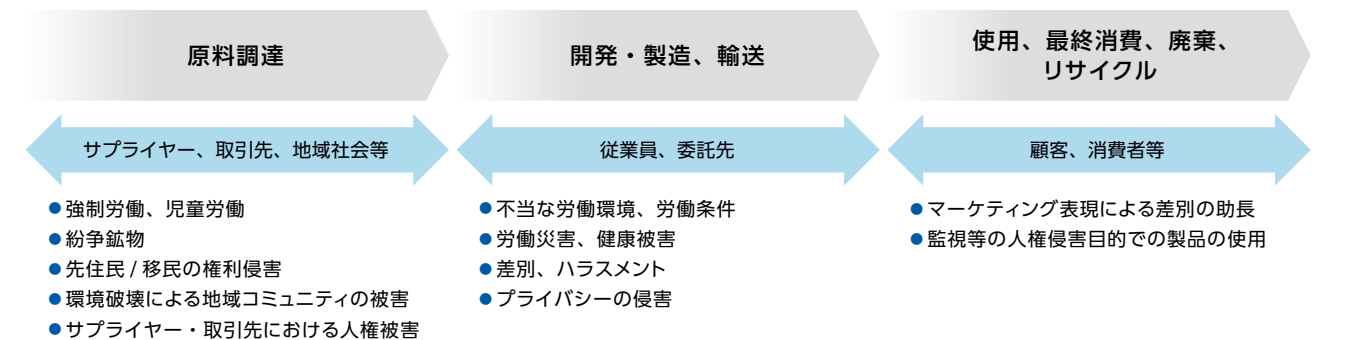 原料調達
サプライヤー、取引先、地域社会等
●強制労働、児童労働
●紛争鉱物
●先住民 / 移民の権利侵害
●環境破壊による地域コミュニティの被害
●サプライヤー・取引先における人権被害
開発・製造、輸送
従業員、委託先
●不当な労働環境、労働条件
●労働災害、健康被害
●差別、ハラスメント
●プライバシーの侵害
使用、最終消費、廃棄、
リサイクル
顧客、消費者等
●マーケティング表現による差別の助長
●監視等の人権侵害目的での製品の使用